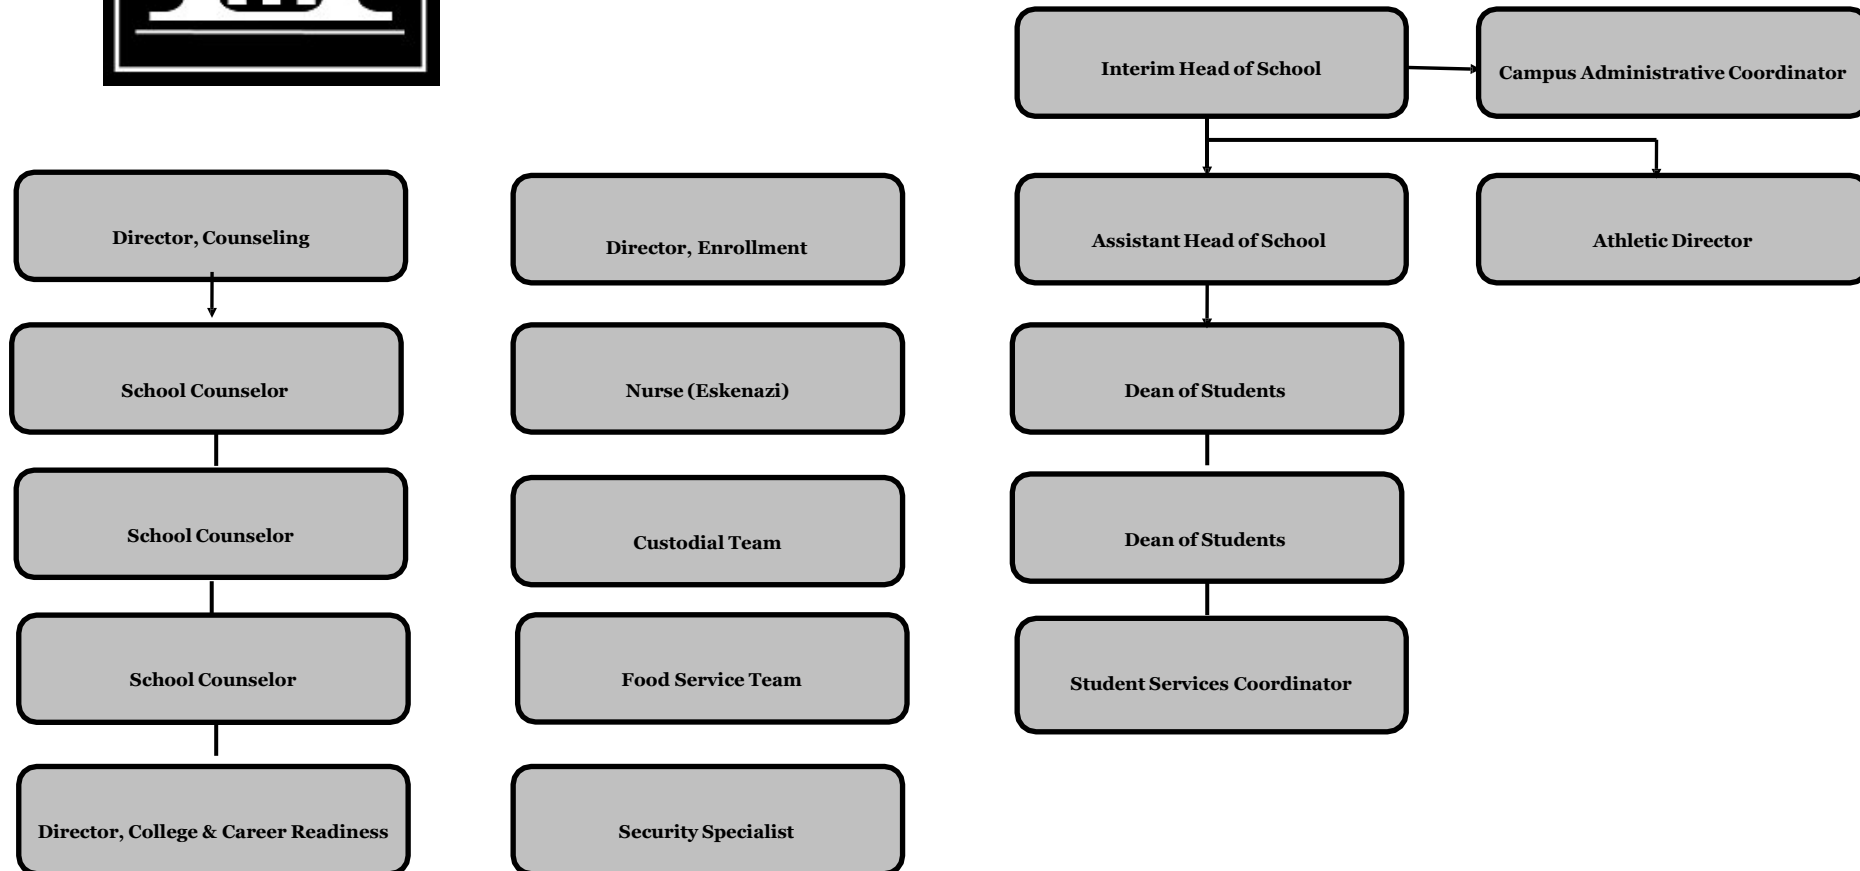 Interim Head of School
Campus Administrative Coordinator
Director, Counseling
Director, Enrollment
Assistant Head of School
Athletic Director
School Counselor
Nurse (Eskenazi)
Dean of Students
School Counselor
Custodial Team
Dean of Students
School Counselor
Food Service Team
Student Services Coordinator
Director, College & Career Readiness
Security Specialist